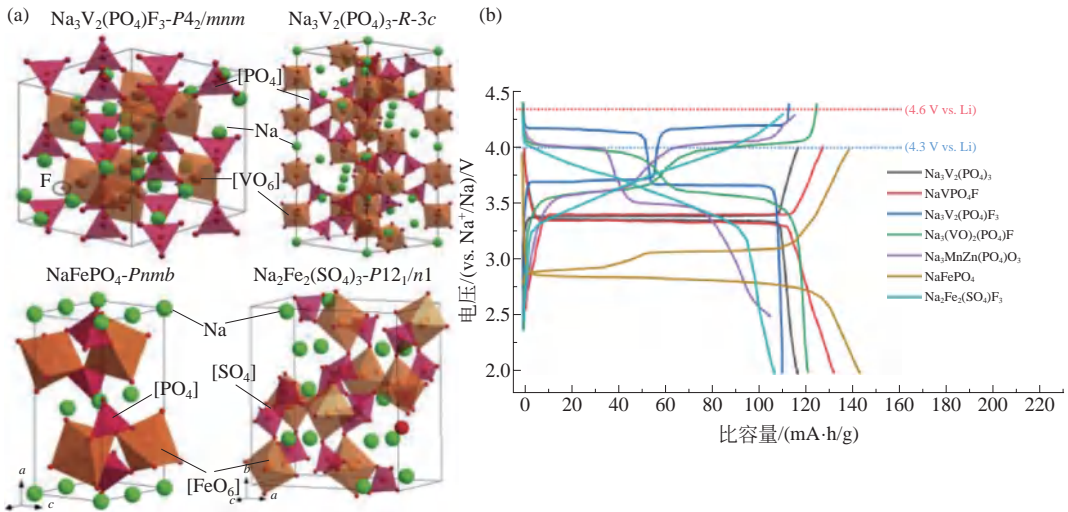 (a)
Na₃V₂(PO₄)F₃-P4₂/mnm
Na₃V₂(PO₄)₃-R-3c
[PO₄]
Na
F
[VO₆]
NaFePO₄-Pnmb
Na₂Fe₂(SO₄)₃-P12₁/n1
Na
[SO₄]
[PO₄]
[FeO₆]
a
c
b
c
a
(b)
4.5
4.0
3.5
3.0
2.5
2.0
电压/(vs. Na⁺/Na)/V
(4.6 V vs. Li)
(4.3 V vs. Li)
Na₃V₂(PO₄)₃
NaVPO₄F
Na₃V₂(PO₄)F₃
Na₃(VO)₂(PO₄)F
Na₃MnZn(PO₄)O₃
NaFePO₄
Na₂Fe₂(SO₄)F₃
0 20 40 60 80 100 120 140 160 180 200 220
比容量/(mA·h/g)